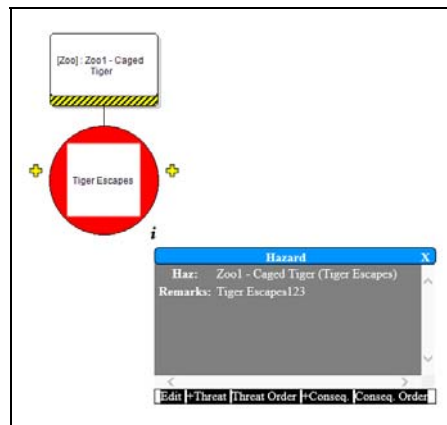 [Zoo] : Zoo1 - Caged
Tiger
Tiger Escapes
i
Hazard X
Haz: Zoo1 - Caged Tiger (Tiger Escapes)
Remarks: Tiger Escapes123
Edit +Threat Threat Order +Conseq. Conseq. Order